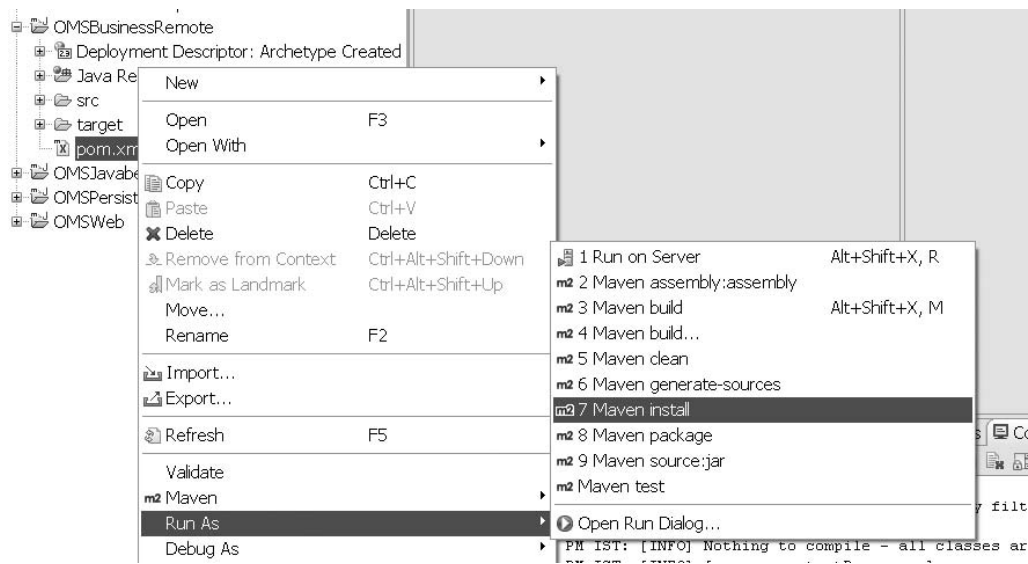 OMSBusinessRemote
Deployment Descriptor: Archetype Created
Java Re
src
target
pom.xm
OMSJavabe
OMSPersist
OMSWeb
New
Open F3
Open With
Copy Ctrl+C
Paste Ctrl+V
Delete Delete
Remove from Context Ctrl+Alt+Shift+Down
Mark as Landmark Ctrl+Alt+Shift+Up
Move...
Rename F2
Import...
Export...
Refresh F5
Validate
m2 Maven
Run As
Debug As
1 Run on Server Alt+Shift+X, R
m2 2 Maven assembly:assembly
m2 3 Maven build Alt+Shift+X, M
m2 4 Maven build...
m2 5 Maven clean
m2 6 Maven generate-sources
m2 7 Maven install
m2 8 Maven package
m2 9 Maven source:jar
m2 Maven test
Open Run Dialog...
s Co
y filt
PM IST: [INFO] Nothing to compile - all classes ar